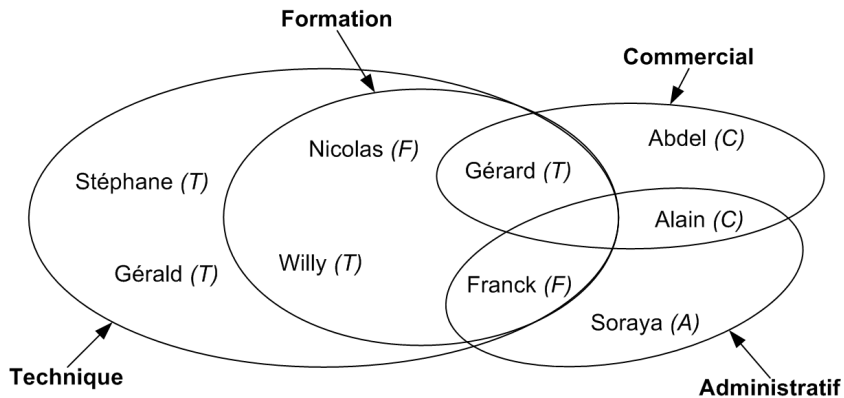 Formation
Commercial
Nicolas (F)
Abdel (C)
Gérard (T)
Stéphane (T)
Alain (C)
Willy (T)
Gérald (T)
Franck (F)
Soraya (A)
Technique
Administratif